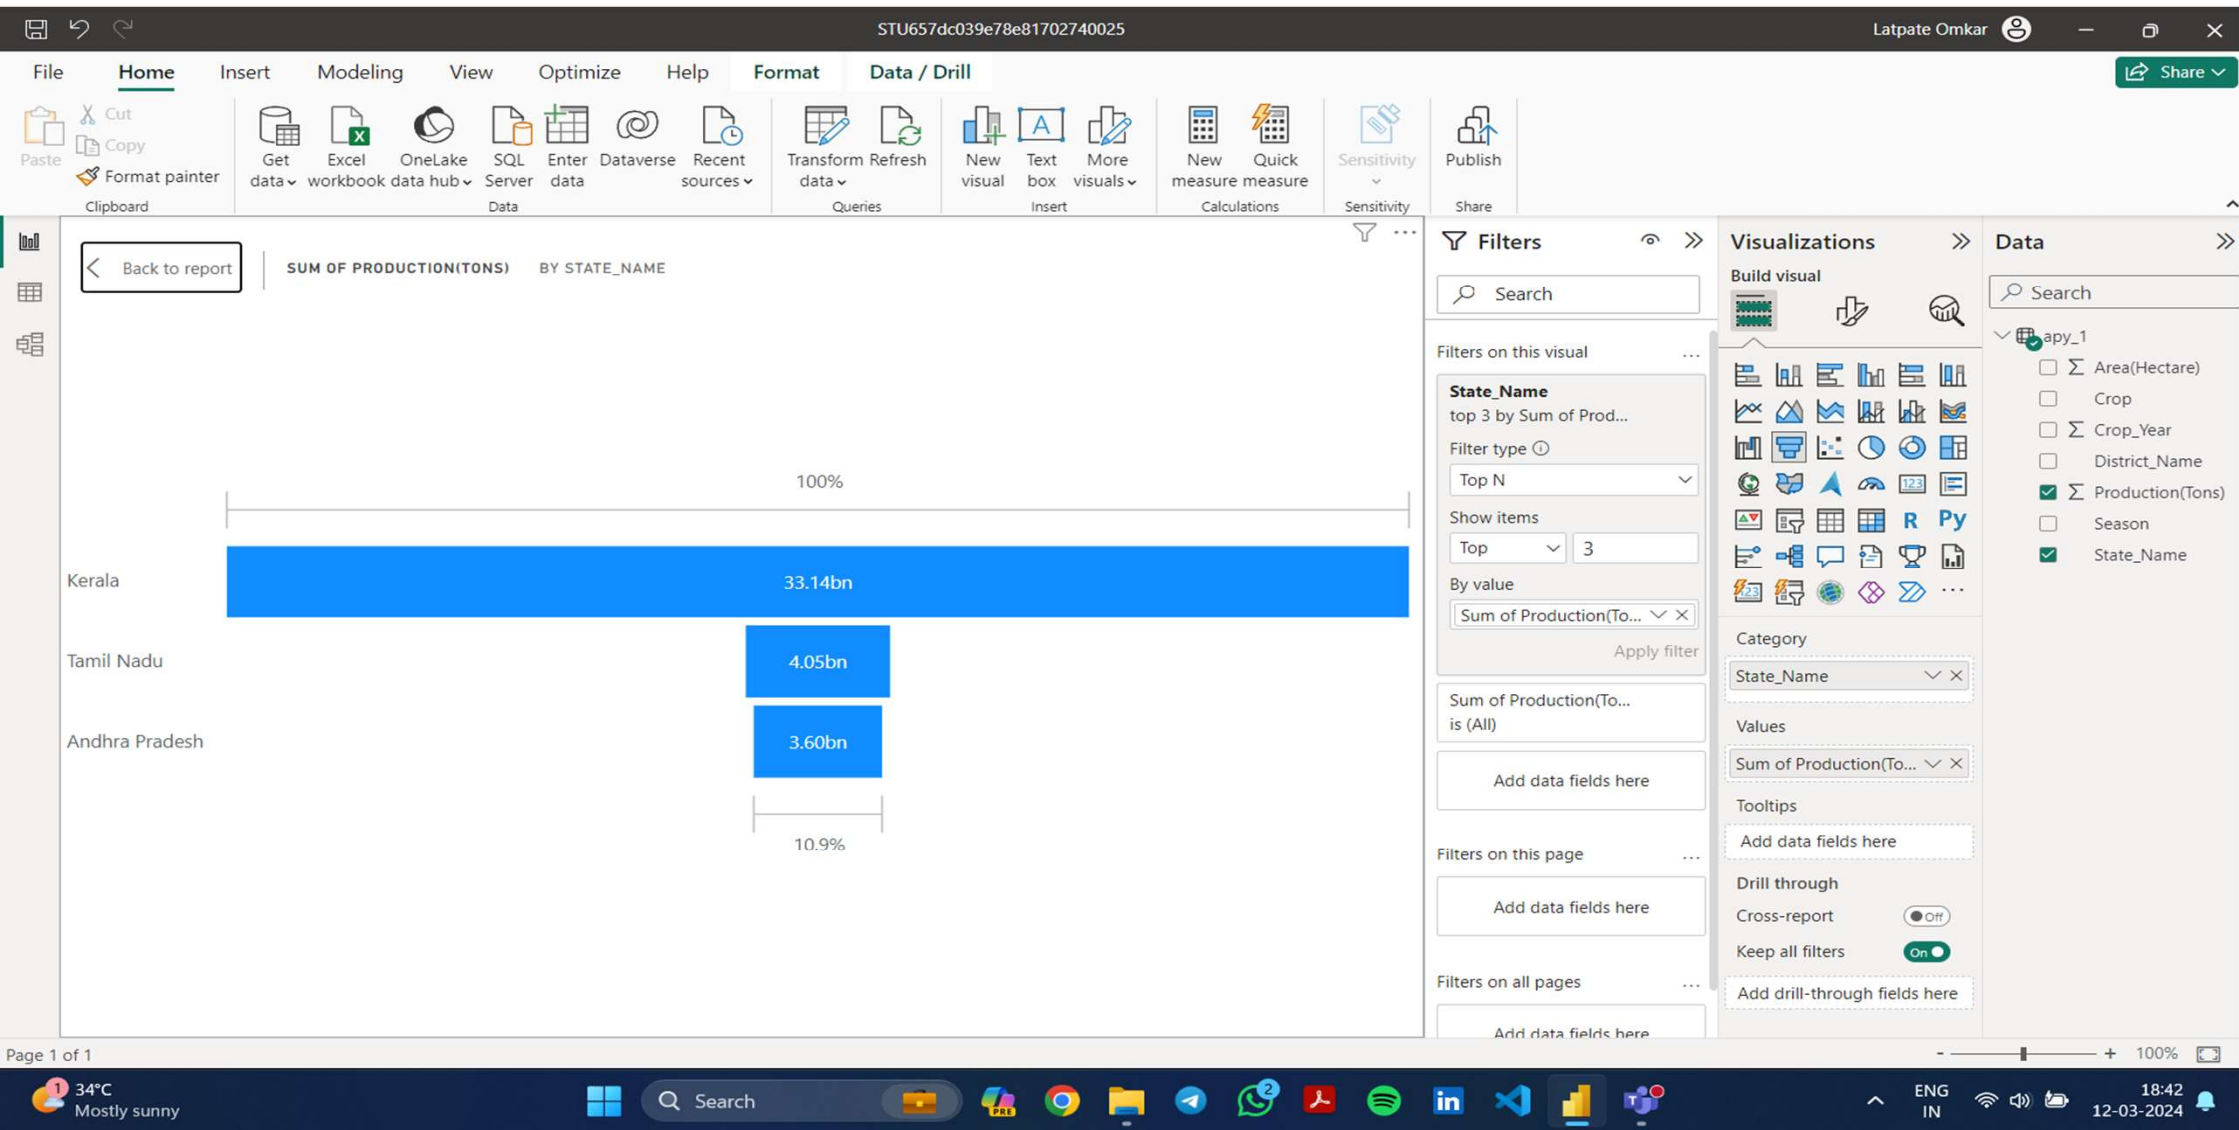 STU657dc039e78e81702740025
Latpate Omkar
File Home Insert Modeling View Optimize Help Format Data / Drill
Share
Paste
Cut
Copy
Format painter
Clipboard
Get data
Excel workbook
OneLake data hub
SQL Server
Enter data
Dataverse
Recent sources
Data
Transform data
Refresh
Queries
New visual
Text box
More visuals
Insert
New measure
Quick measure
Calculations
Sensitivity
Sensitivity
Publish
Share
Back to report
SUM OF PRODUCTION(TONS) BY STATE_NAME
100%
Kerala
33.14bn
Tamil Nadu
4.05bn
Andhra Pradesh
3.60bn
10.9%
Filters
Search
Filters on this visual
...
State_Name
top 3 by Sum of Prod...
Filter type
Top N
Show items
Top
3
By value
Sum of Production(To...
Apply filter
Sum of Production(To...
is (All)
Add data fields here
Filters on this page
...
Add data fields here
Filters on all pages
...
Add data fields here
Visualizations
Build visual
123
R
Py
123
...
Category
State_Name
Values
Sum of Production(To...
Tooltips
Add data fields here
Drill through
Cross-report
Off
Keep all filters
On
Add drill-through fields here
Data
Search
apy_1
Area(Hectare)
Crop
Crop_Year
District_Name
Production(Tons)
Season
State_Name
Page 1 of 1
- + 100%
1
34°C
Mostly sunny
Search
PRE
2
in
ENG
IN
18:42
12-03-2024